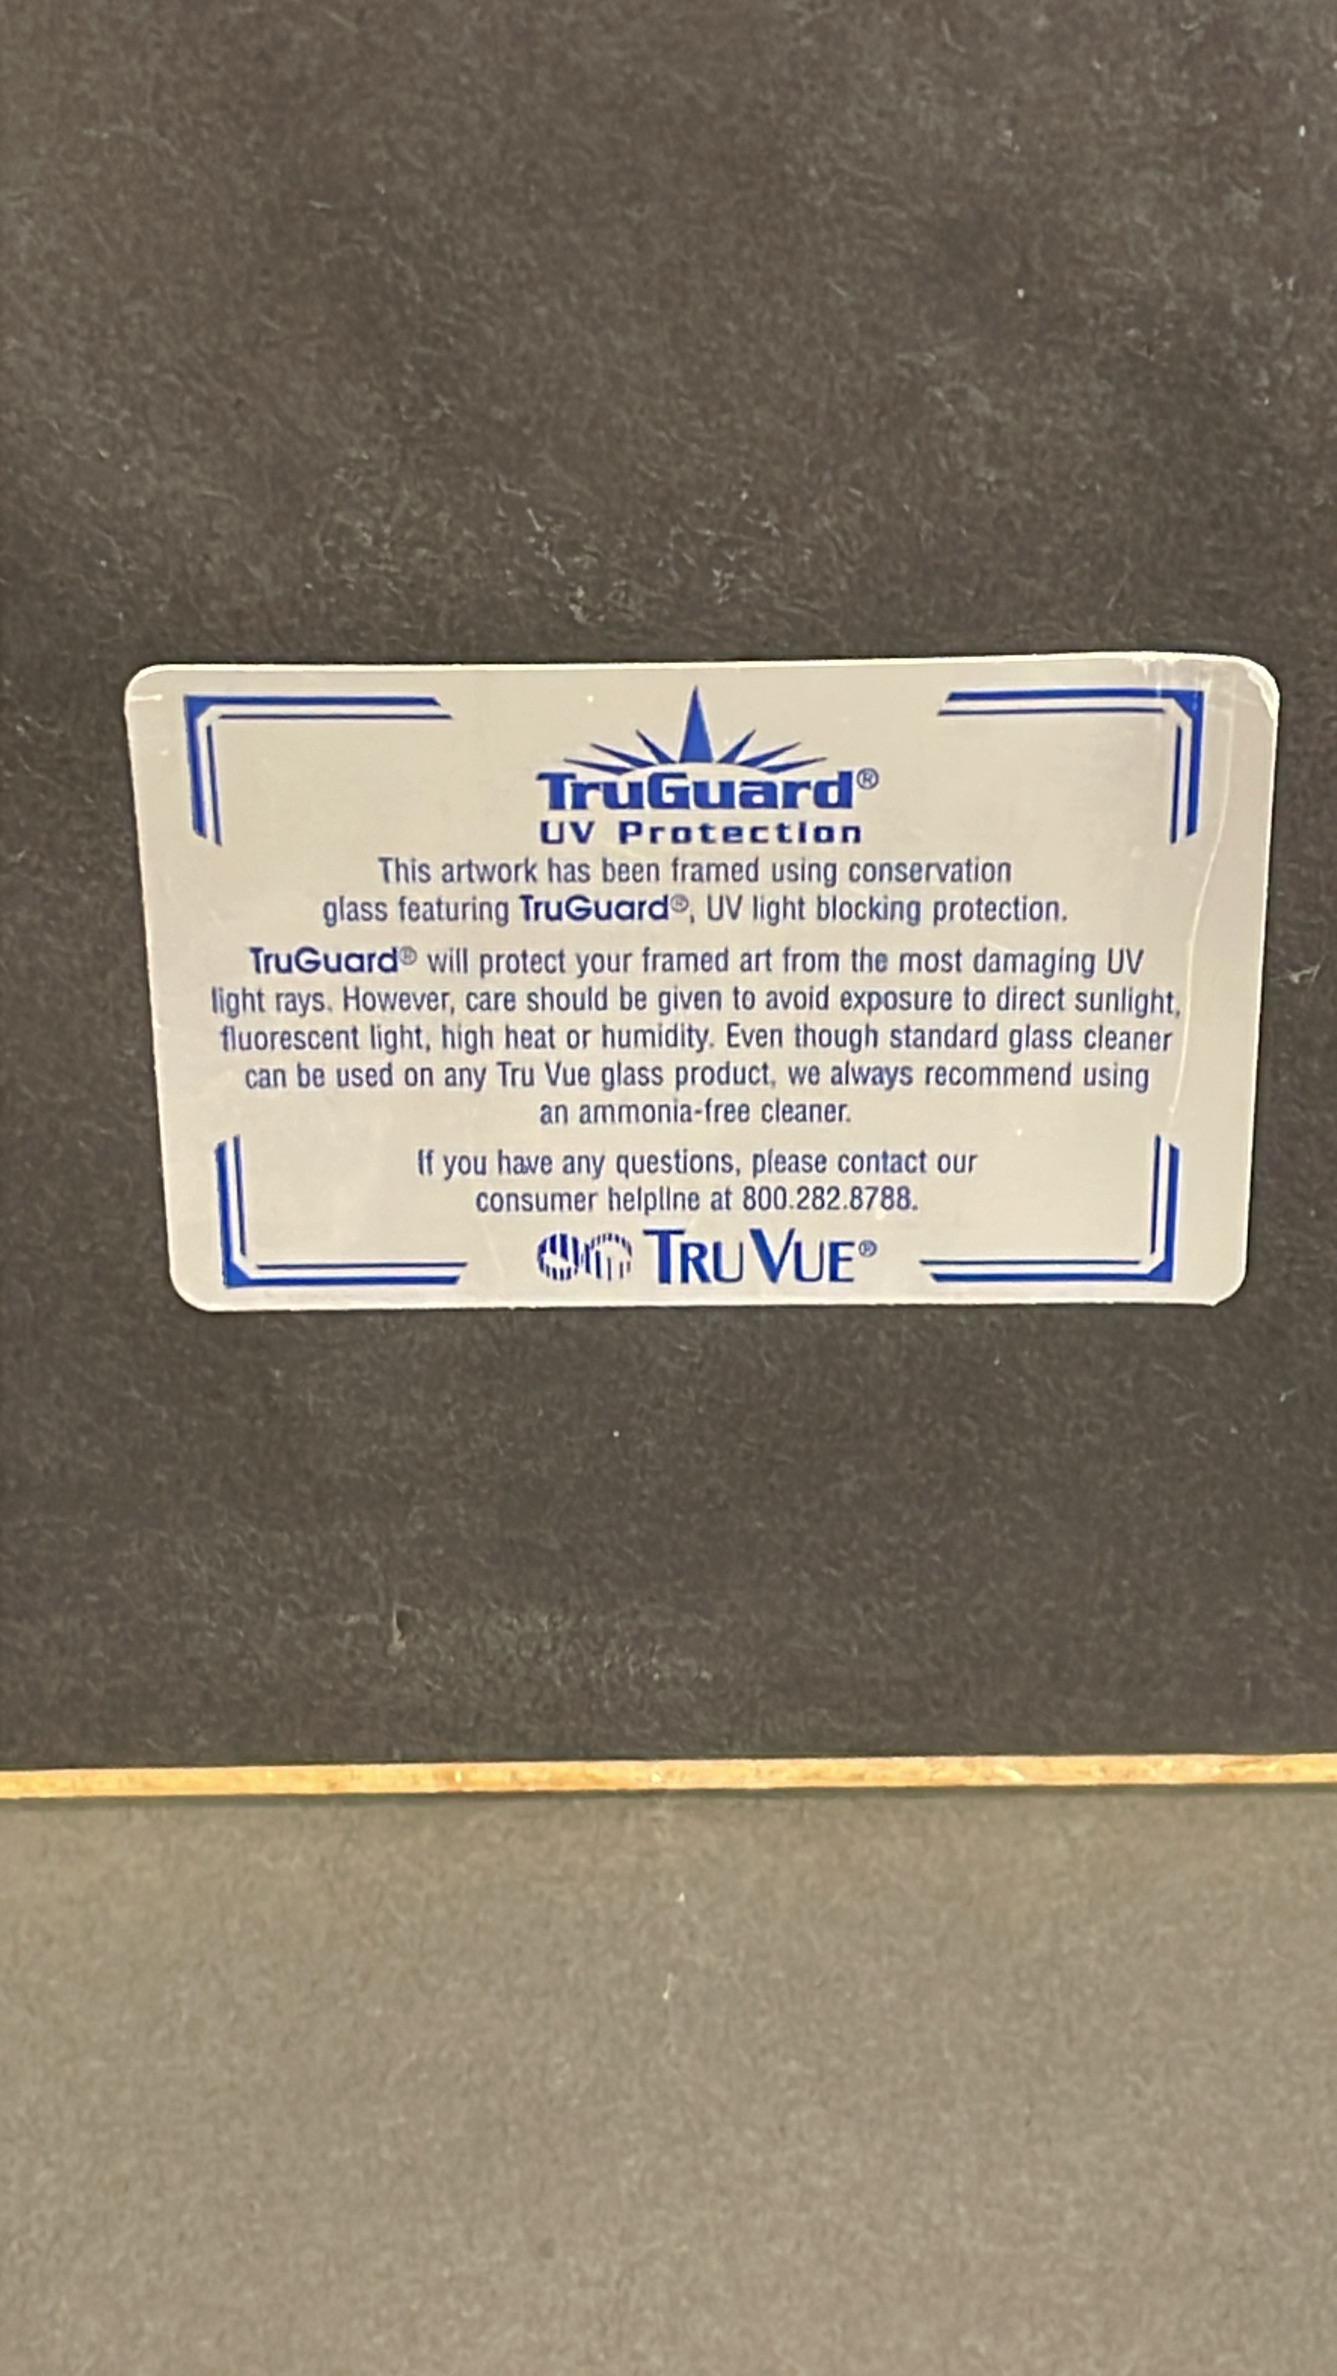 TruGuard®
UV Protection
This artwork has been framed using conservation
glass featuring TruGuard®, UV light blocking protection.
TruGuard® will protect your framed art from the most damaging UV
light rays. However, care should be given to avoid exposure to direct sunlight,
fluorescent light, high heat or humidity. Even though standard glass cleaner
can be used on any Tru Vue glass product, we always recommend using
an ammonia-free cleaner.
If you have any questions, please contact our
consumer helpline at 800.282.8788.
TRU VUE®